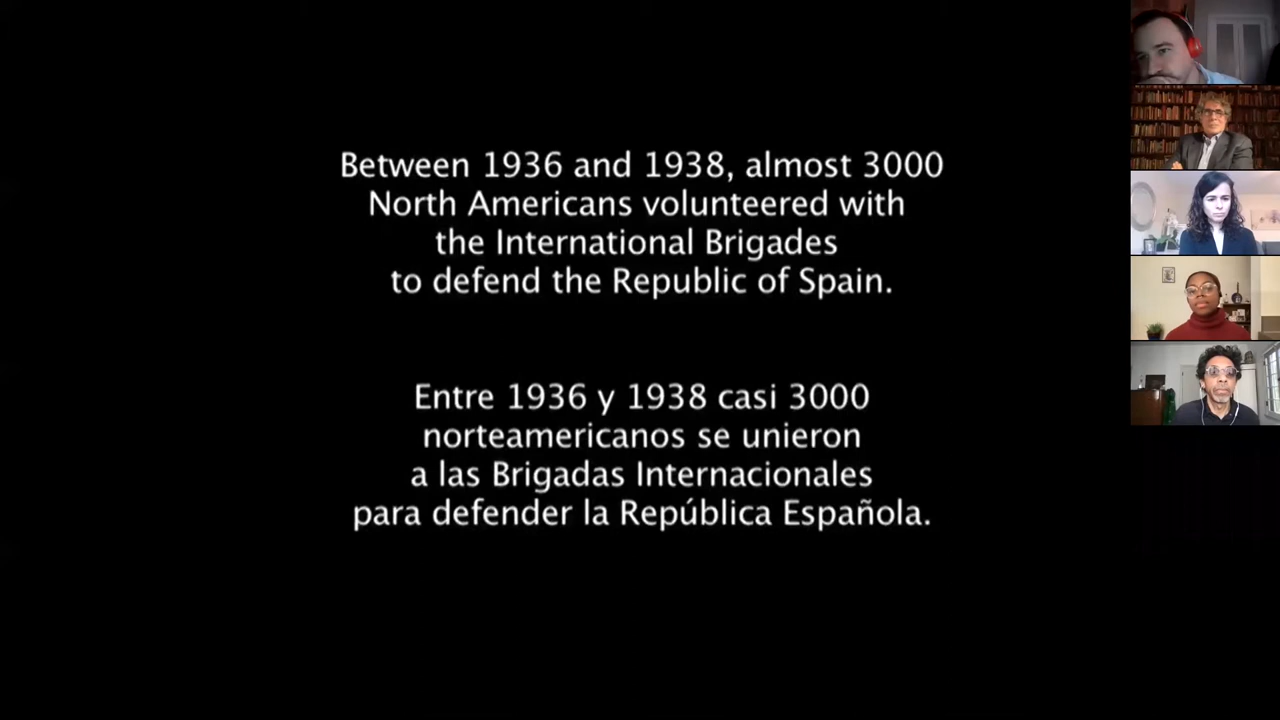 Between 1936 and 1938, almost 3000
North Americans volunteered with
the International Brigades
to defend the Republic of Spain.
Entre 1936 y 1938 casi 3000
norteamericanos se unieron
a las Brigadas Internacionales
para defender la República Española.